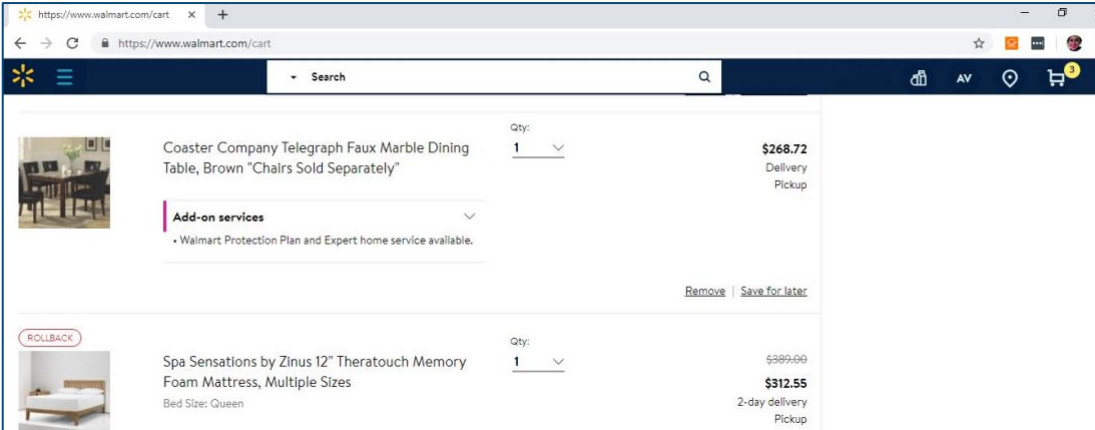 https://www.walmart.com/cart
https://www.walmart.com/cart
Search
AV
3
Qty:
Coaster Company Telegraph Faux Marble Dining
1
$268.72
Table, Brown "Chairs Sold Separately"
Delivery
Pickup
Add-on services
• Walmart Protection Plan and Expert home service available.
Remove | Save for later
ROLLBACK
Qty:
Spa Sensations by Zinus 12" Theratouch Memory
1
$389.00
Foam Mattress, Multiple Sizes
$312.55
Bed Size: Queen
2-day delivery
Pickup